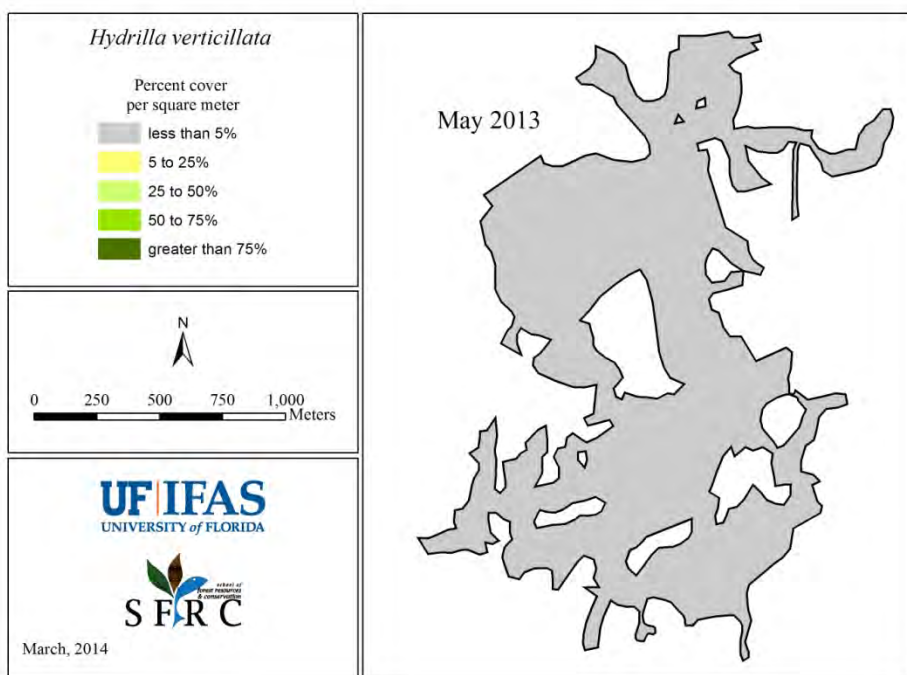 Hydrilla verticillata
Percent cover
per square meter
less than 5%
5 to 25%
25 to 50%
50 to 75%
greater than 75%
N
0 250 500 750 1,000
Meters
UF|IFAS
UNIVERSITY of FLORIDA
school of
forest resources
& conservation
SFRC
March, 2014
May 2013